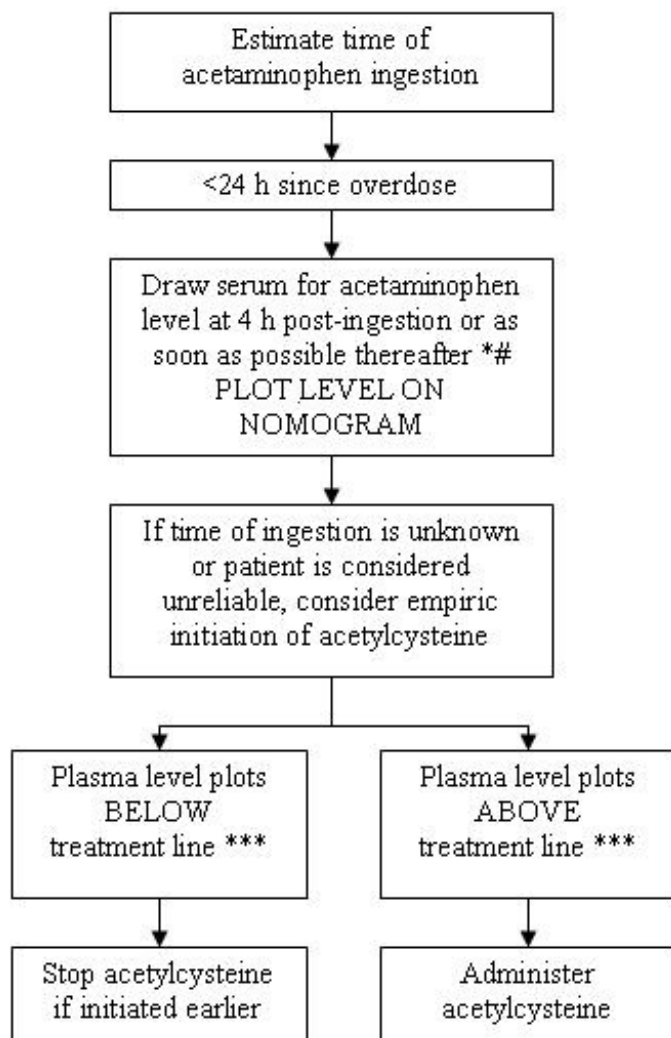 Estimate time of
acetaminophen ingestion
<24 h since overdose
Draw serum for acetaminophen
level at 4 h post-ingestion or as
soon as possible thereafter *#
PLOT LEVEL ON
NOMOGRAM
If time of ingestion is unknown
or patient is considered
unreliable, consider empiric
initiation of acetylcysteine
Plasma level plots
BELOW
treatment line ***
Plasma level plots
ABOVE
treatment line ***
Stop acetylcysteine
if initiated earlier
Administer
acetylcysteine